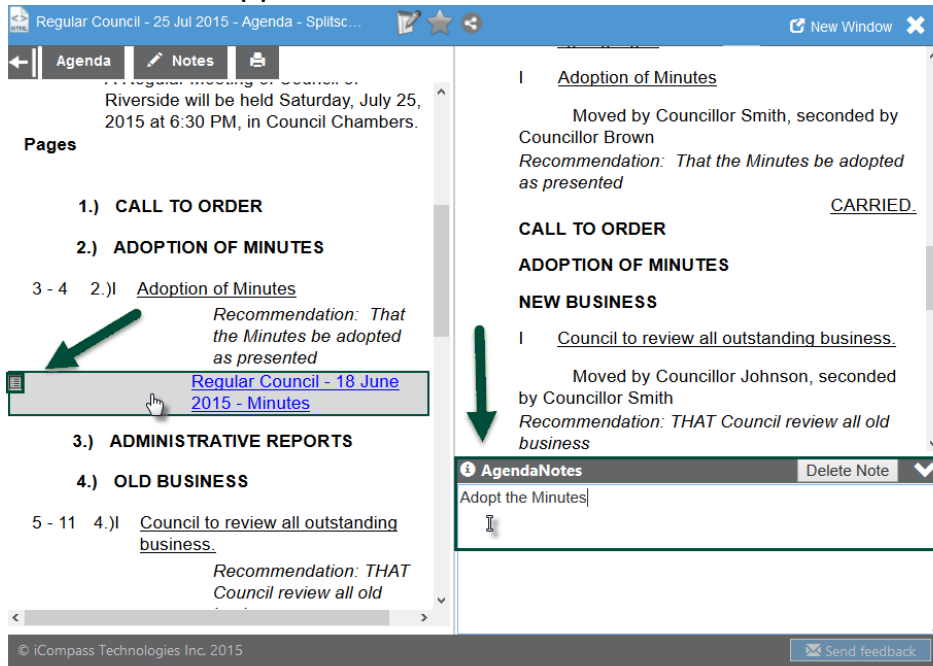 Regular Council - 25 Jul 2015 - Agenda - Splitsc...
New Window
Agenda
Notes
Riverside will be held Saturday, July 25,
2015 at 6:30 PM, in Council Chambers.
Pages
1.) CALL TO ORDER
2.) ADOPTION OF MINUTES
3 - 4 2.)I Adoption of Minutes
Recommendation: That
the Minutes be adopted
as presented
Regular Council - 18 June
2015 - Minutes
3.) ADMINISTRATIVE REPORTS
4.) OLD BUSINESS
5 - 11 4.)I Council to review all outstanding
business.
Recommendation: THAT
Council review all old
I Adoption of Minutes
Moved by Councillor Smith, seconded by
Councillor Brown
Recommendation: That the Minutes be adopted
as presented
CARRIED.
CALL TO ORDER
ADOPTION OF MINUTES
NEW BUSINESS
I Council to review all outstanding business.
Moved by Councillor Johnson, seconded
by Councillor Smith
Recommendation: THAT Council review all old
business
AgendaNotes
Delete Note
Adopt the Minutes
© iCompass Technologies Inc. 2015
Send feedback